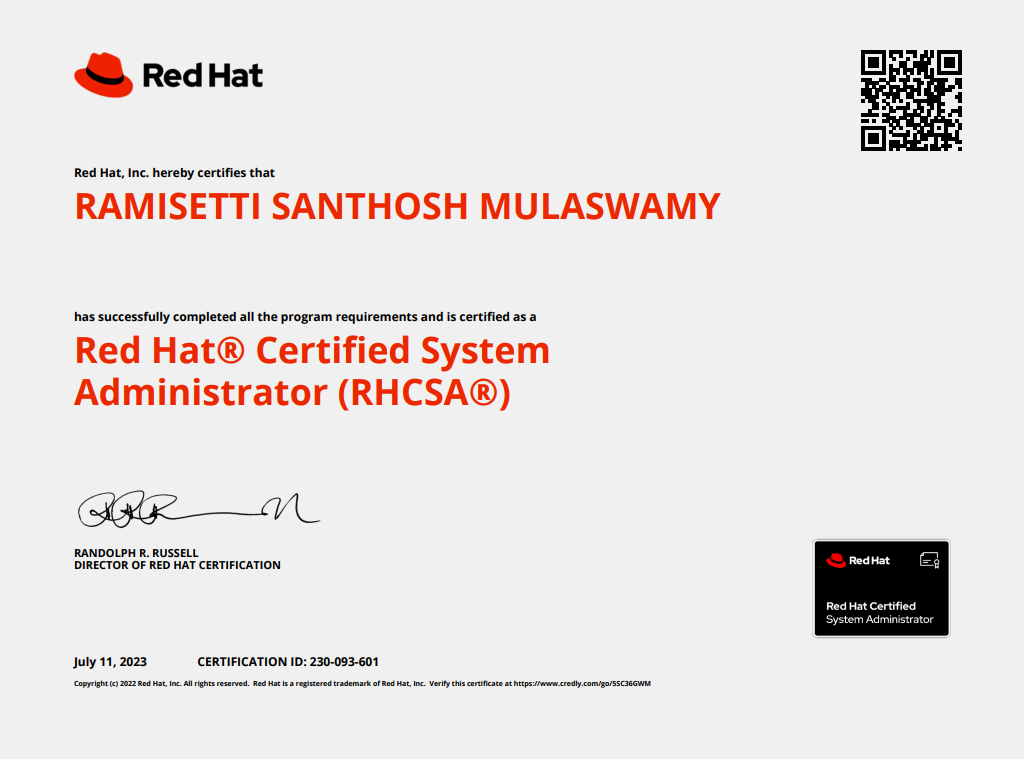 Red Hat
Red Hat, Inc. hereby certifies that
RAMISETTI SANTHOSH MULASWAMY
has successfully completed all the program requirements and is certified as a
Red Hat® Certified System
Administrator (RHCSA®)
RANDOLPH R. RUSSELL
DIRECTOR OF RED HAT CERTIFICATION
Red Hat
Red Hat Certified
System Administrator
July 11, 2023 CERTIFICATION ID: 230-093-601
Copyright (c) 2022 Red Hat, Inc. All rights reserved. Red Hat is a registered trademark of Red Hat, Inc. Verify this certificate at https://www.credly.com/go/5SC36GWM